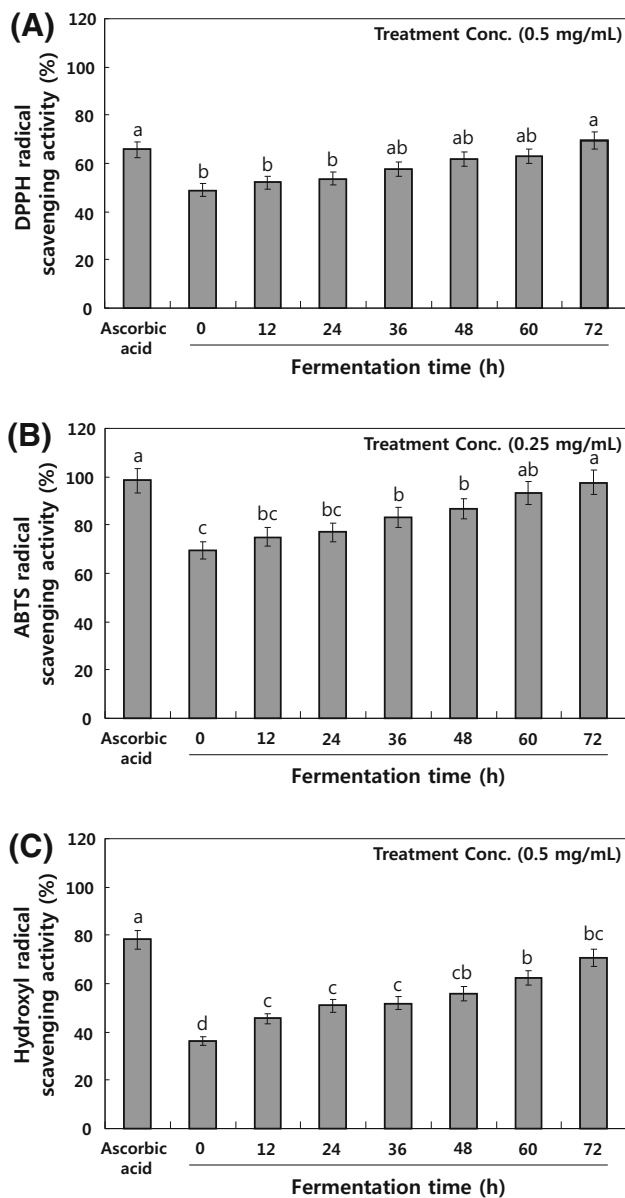 (A)
Treatment Conc. (0.5 mg/mL)
DPPH radical
scavenging activity (%)
120
100
80
60
40
20
0
a
b
b
b
ab
ab
ab
a
Ascorbic
acid
0 12 24 36 48 60 72
Fermentation time (h)
(B)
Treatment Conc. (0.25 mg/mL)
ABTS radical
scavenging activity (%)
120
100
80
60
40
20
0
a
c
bc
bc
b
b
ab
a
Ascorbic
acid
0 12 24 36 48 60 72
Fermentation time (h)
(C)
Treatment Conc. (0.5 mg/mL)
Hydroxyl radical
scavenging activity (%)
120
100
80
60
40
20
0
a
d
c
c
c
cb
b
bc
Ascorbic
acid
0 12 24 36 48 60 72
Fermentation time (h)